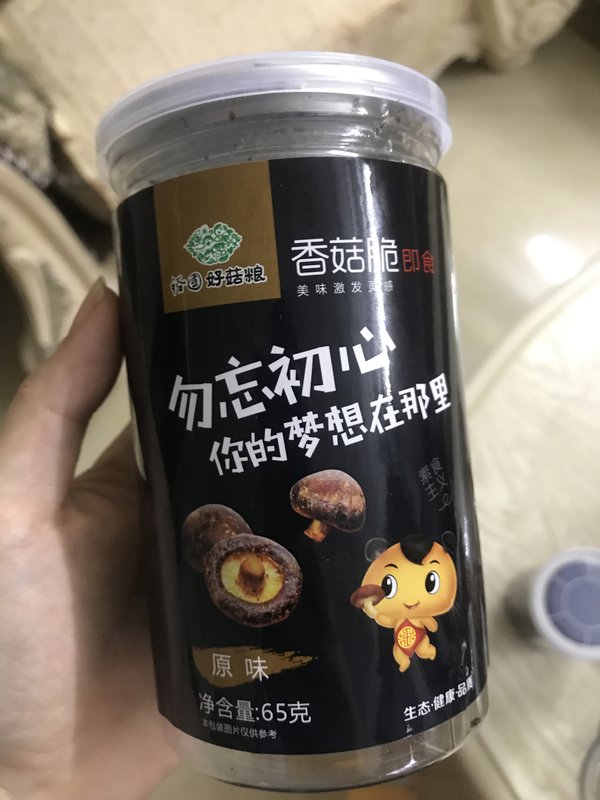 裕国 好菇粮
香菇脆 即食
美味激发灵感
勿忘初心
你的梦想在那里
素食
主义
原味
净含量:65克
本包装图片仅供参考
生态·健康·品质